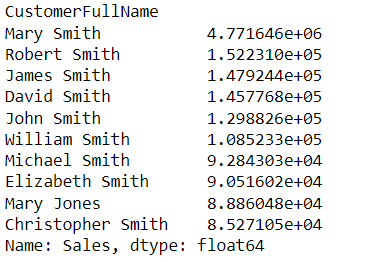 CustomerFullName
Mary Smith 4.771646e+06
Robert Smith 1.522310e+05
James Smith 1.479244e+05
David Smith 1.457768e+05
John Smith 1.298826e+05
William Smith 1.085233e+05
Michael Smith 9.284303e+04
Elizabeth Smith 9.051602e+04
Mary Jones 8.886048e+04
Christopher Smith 8.527105e+04
Name: Sales, dtype: float64